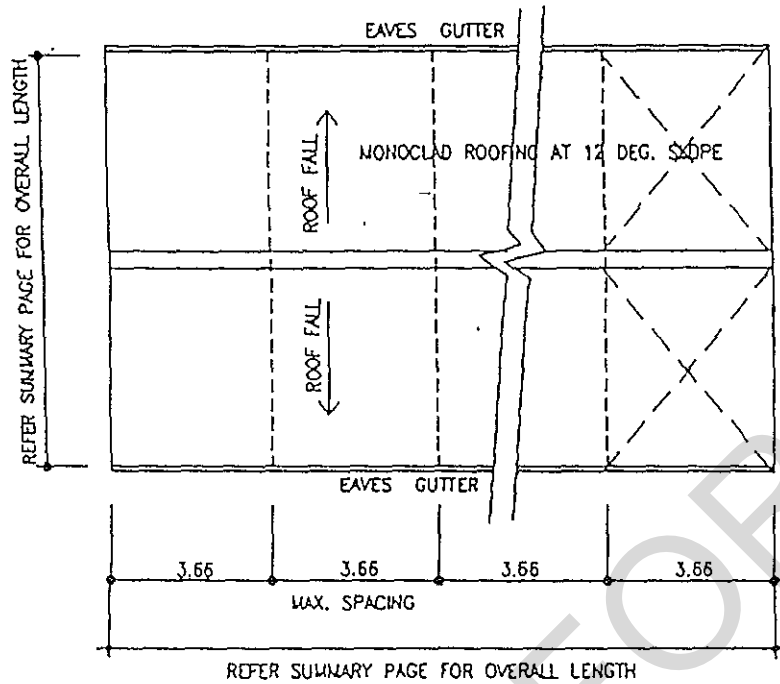 EAVES GUTTER
REFER SUMMARY PAGE FOR OVERALL LENGTH
ROOF FALL
MONOCLAD ROOFING AT 12 DEG. SLOPE
ROOF FALL
EAVES GUTTER
3.66 3.66 3.66 3.66
MAX. SPACING
REFER SUMMARY PAGE FOR OVERALL LENGTH